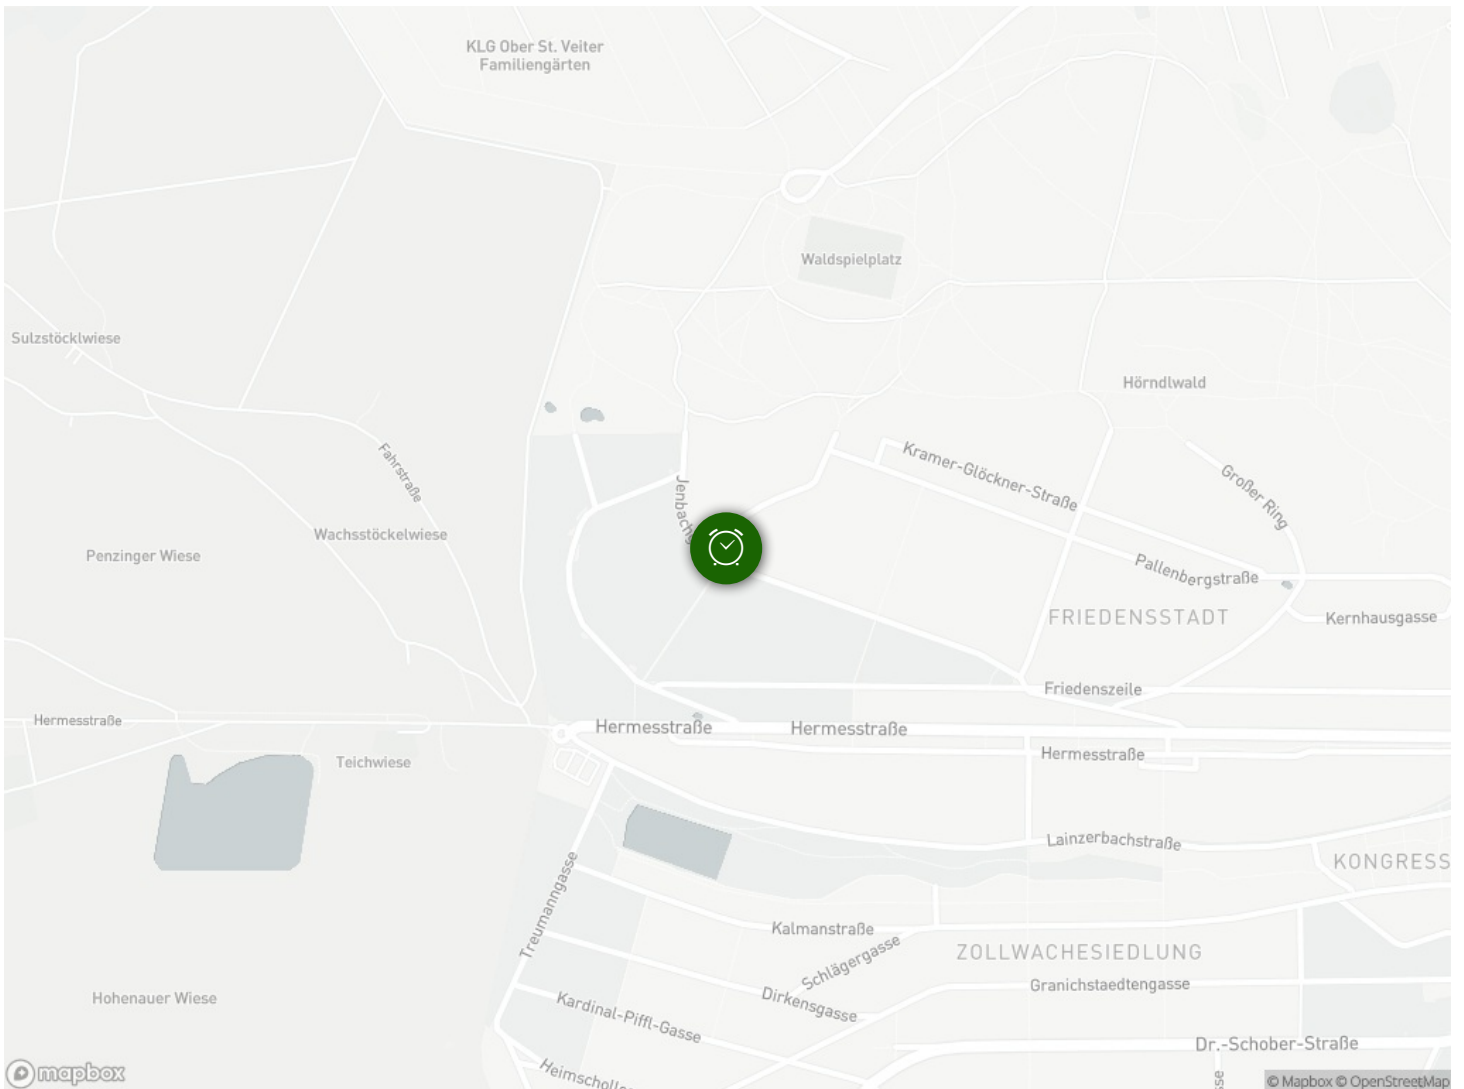 KLG Ober St. Veiter
Familiengärten
Waldspielplatz
Sulzstöcklwiese
Hörndlwald
Kramer-Glöckner-Straße
Großer Ring
Fahrstraße
Wachsstöckelwiese
Penzinger Wiese
Pallenbergstraße
FRIEDENSSTADT
Kernhausgasse
Friedenszeile
Hermesstraße
Hermesstraße
Hermesstraße
Hermesstraße
Teichwiese
Lainzerbachstraße
KONGRESS
Treumanngasse
Kalmanstraße
Schlägergasse
ZOLLWACHESIEDLUNG
Granichstaedtengasse
Hohenauer Wiese
Dirkensgasse
Kardinal-Piffl-Gasse
Dr.-Schober-Straße
mapbox
© Mapbox © OpenStreetMap